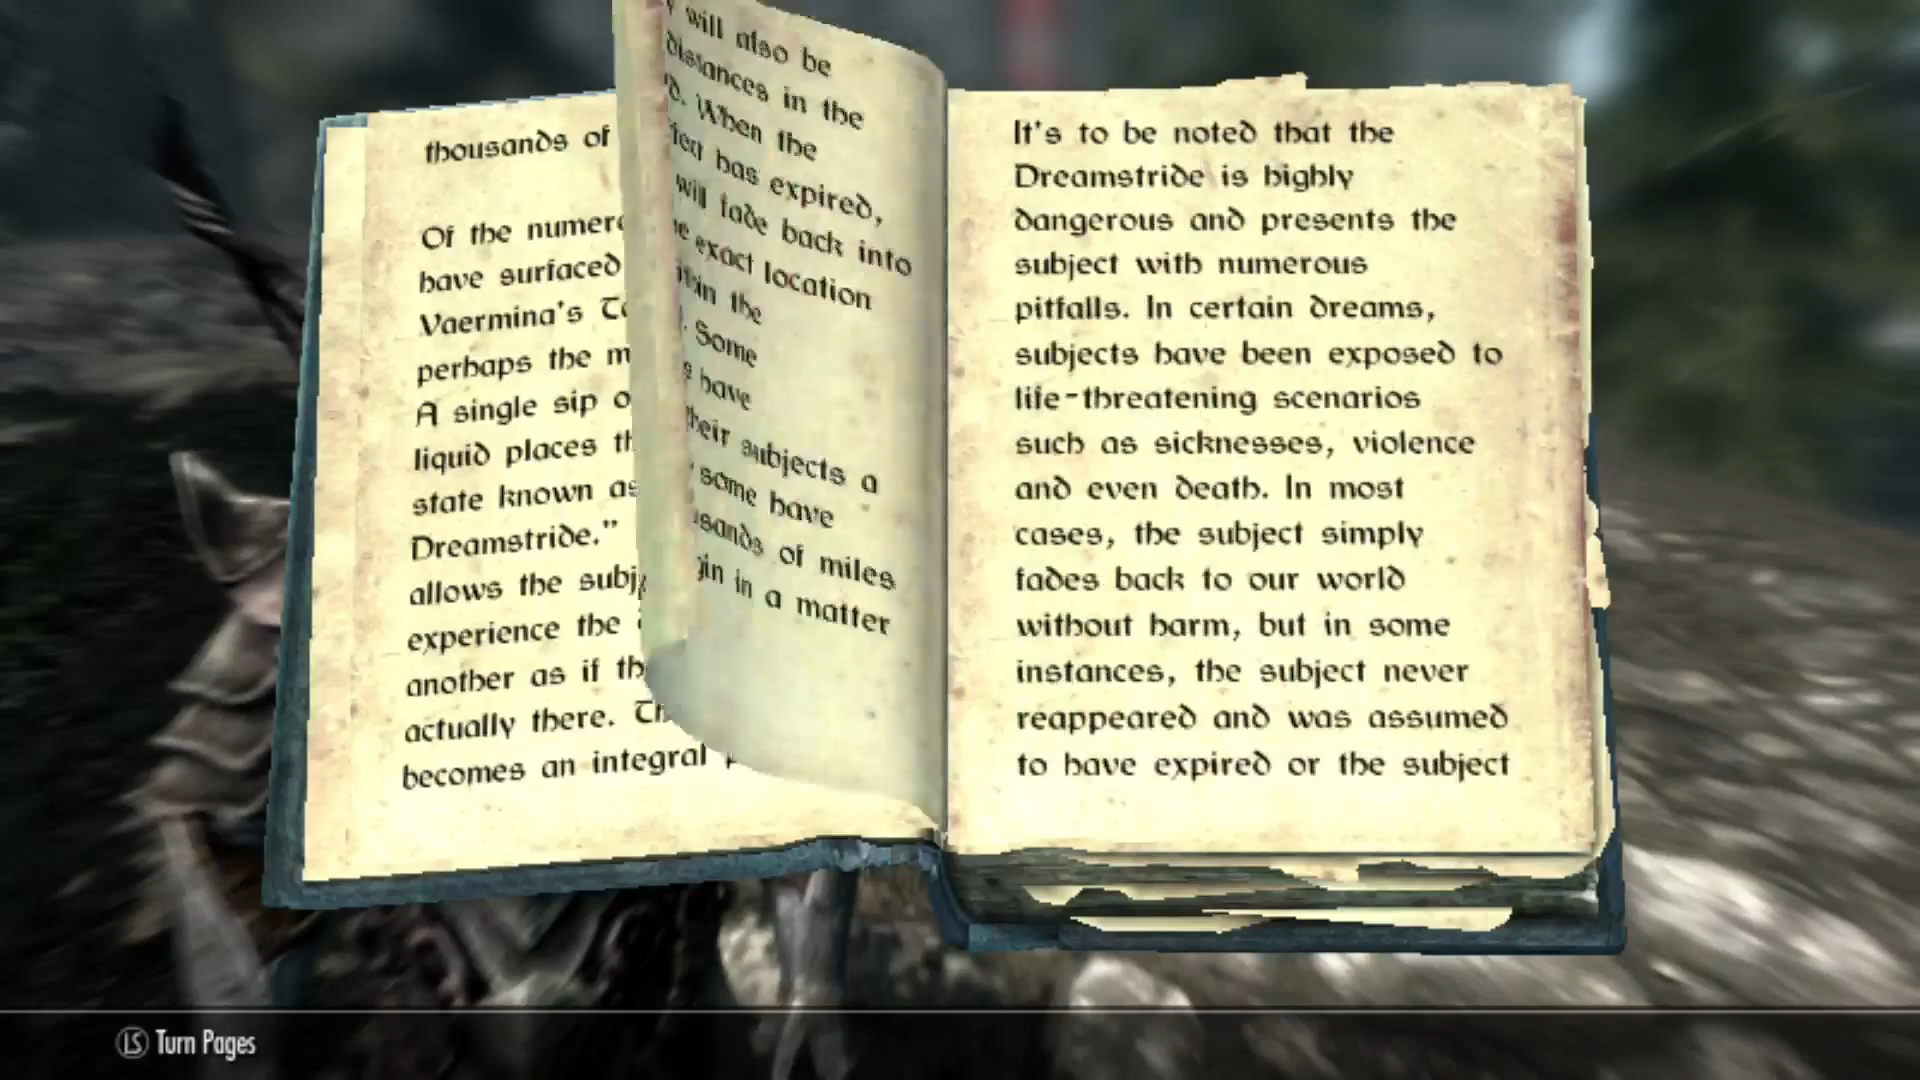 thousands of
Of the
have surfaced
Vaermina's
perhaps the
A single sip
liquid places
state known as
Dreamstride."
allows the
experience the
another as if
actually there.
becomes an integral
will also be
distances in the
When the
has expired,
will fade back into
exact location
the
Some
have
their subjects a
some have
of miles
in a matter
It's to be noted that the
Dreamstride is highly
dangerous and presents the
subject with numerous
pitfalls. In certain dreams,
subjects have been exposed to
life-threatening scenarios
such as sicknesses, violence
and even death. In most
cases, the subject simply
fades back to our world
without harm, but in some
instances, the subject never
reappeared and was assumed
to have expired or the subject
LS Turn Pages